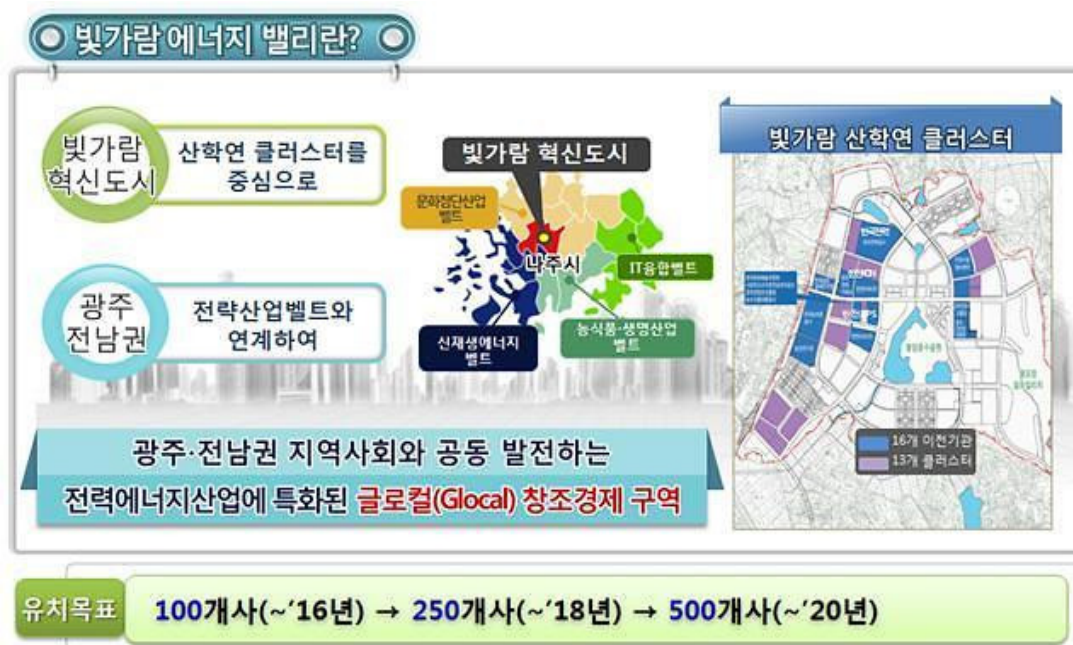 빛가람 에너지 밸리란?
빛가람
혁신도시
산학연 클러스터를
중심으로
광주
전남권
전략산업벨트와
연계하여
빛가람 혁신도시
문화첨단산업
벨트
나주시
IT융합벨트
신재생에너지
벨트
농식품·생명산업
벨트
빛가람 산학연 클러스터
16개 이전기관
13개 클러스터
광주·전남권 지역사회와 공동 발전하는
전력에너지산업에 특화된 글로컬(Glocal) 창조경제 구역
유치목표
100개사(~'16년) → 250개사(~'18년) → 500개사(~'20년)